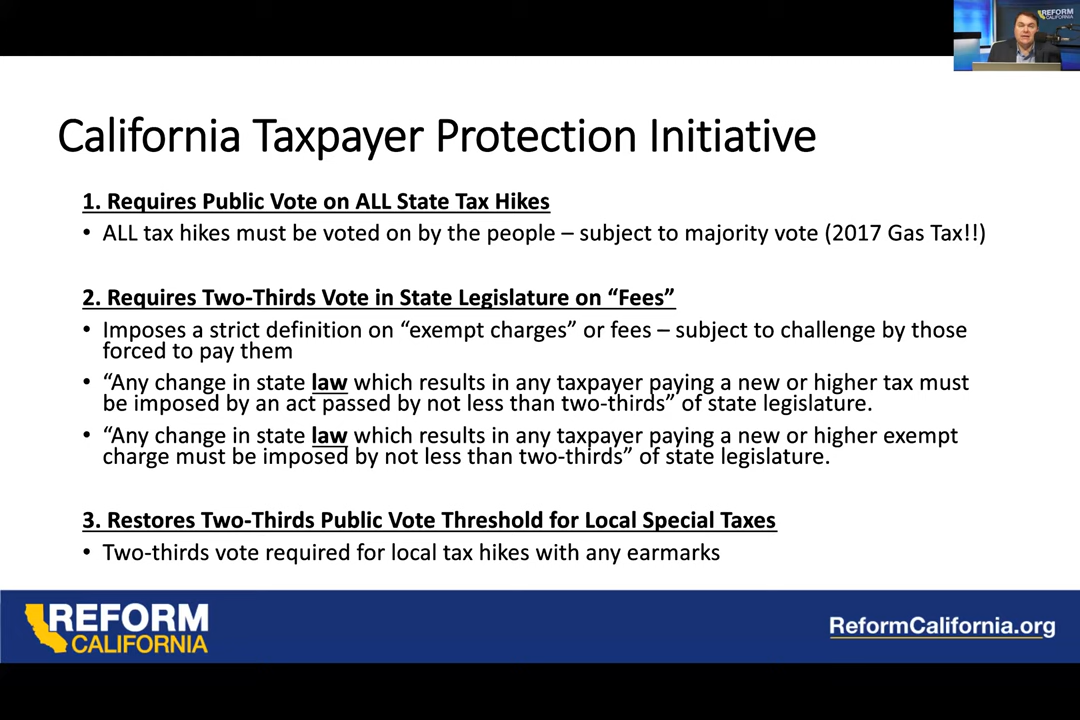 REFORM
CALIFORNIA
California Taxpayer Protection Initiative
1. Requires Public Vote on ALL State Tax Hikes
• ALL tax hikes must be voted on by the people – subject to majority vote (2017 Gas Tax!!)
2. Requires Two-Thirds Vote in State Legislature on “Fees”
• Imposes a strict definition on “exempt charges” or fees – subject to challenge by those
forced to pay them
• “Any change in state law which results in any taxpayer paying a new or higher tax must
be imposed by an act passed by not less than two-thirds” of state legislature.
• “Any change in state law which results in any taxpayer paying a new or higher exempt
charge must be imposed by not less than two-thirds” of state legislature.
3. Restores Two-Thirds Public Vote Threshold for Local Special Taxes
• Two-thirds vote required for local tax hikes with any earmarks
REFORM
CALIFORNIA
ReformCalifornia.org